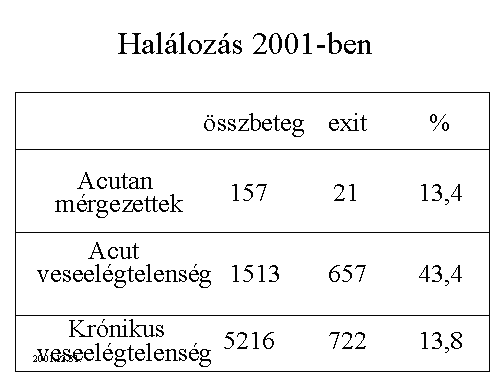 Halálozás 2001-ben
összbeteg exit %
Acutan
mérgezettek 157 21 13,4
Acut
veseelégtelenség 1513 657 43,4
Krónikus
veseelégtelenség 5216 722 13,8